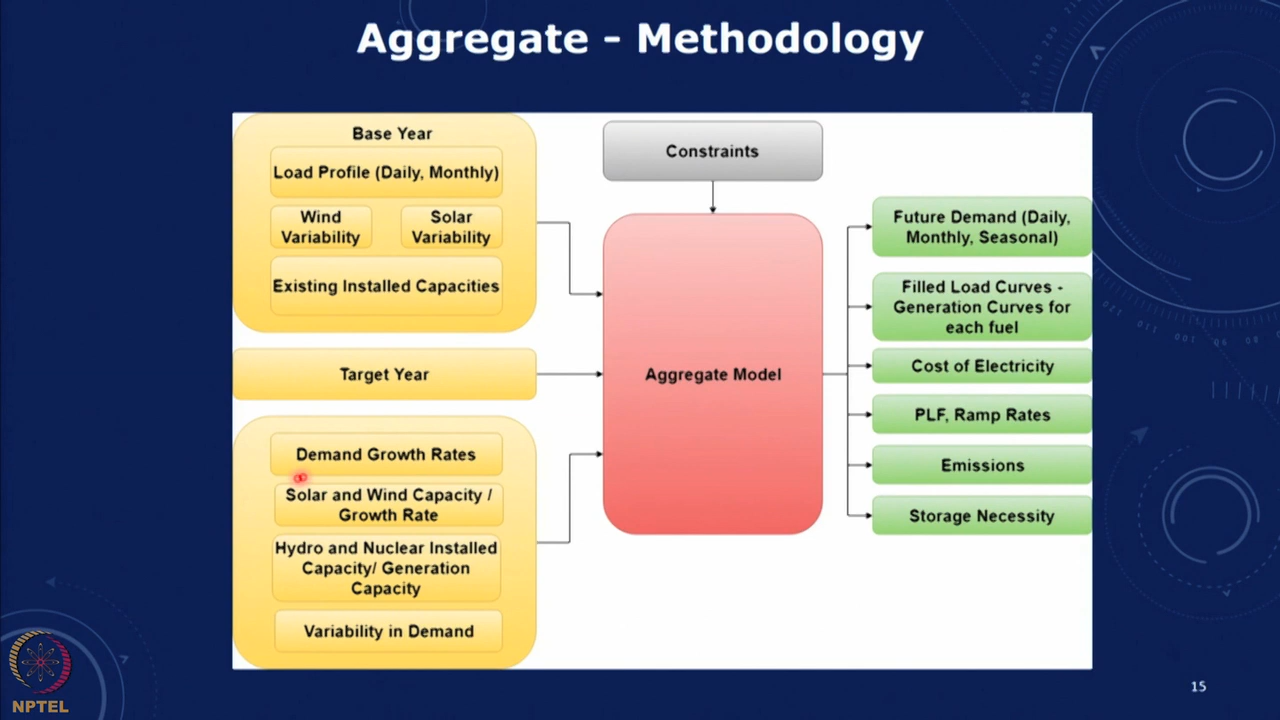 Aggregate - Methodology
Base Year
Load Profile (Daily, Monthly)
Wind
Variability
Solar
Variability
Existing Installed Capacities
Target Year
Demand Growth Rates
Solar and Wind Capacity /
Growth Rate
Hydro and Nuclear Installed
Capacity/ Generation
Capacity
Variability in Demand
Constraints
Aggregate Model
Future Demand (Daily,
Monthly, Seasonal)
Filled Load Curves -
Generation Curves for
each fuel
Cost of Electricity
PLF, Ramp Rates
Emissions
Storage Necessity
NPTEL
15